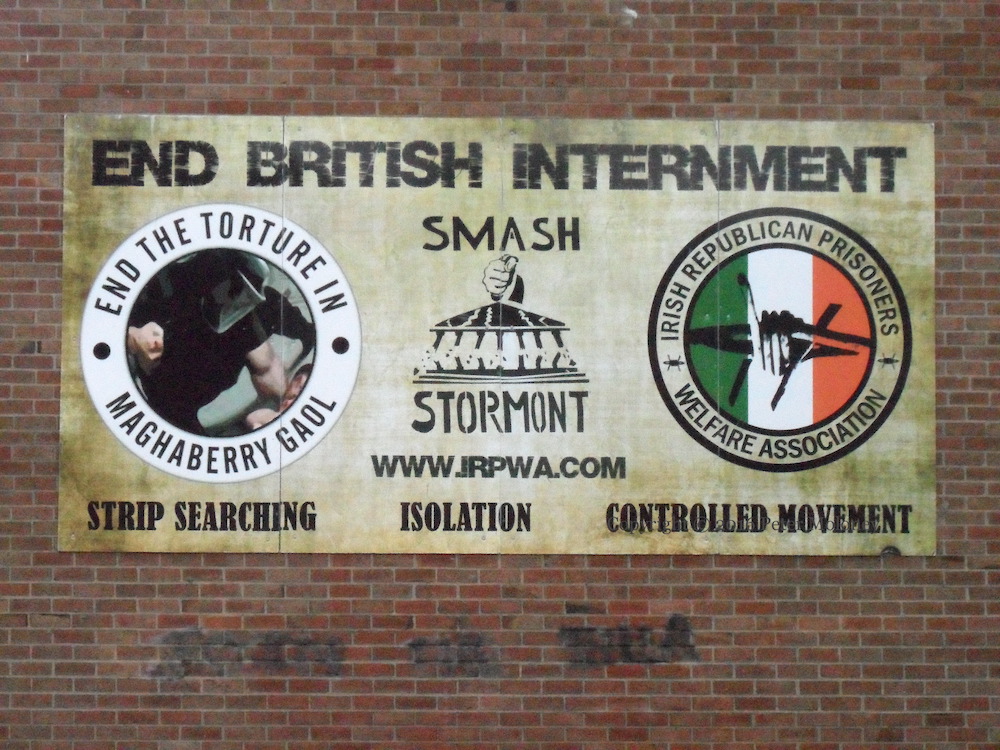 END BRITISH INTERNMENT
END THE TORTURE IN
MAGHABERRY GAOL
SMASH
STORMONT
WWW.IRPWA.COM
IRISH REPUBLICAN PRISONERS
WELFARE ASSOCIATION
STRIP SEARCHING
ISOLATION
CONTROLLED MOVEMENT